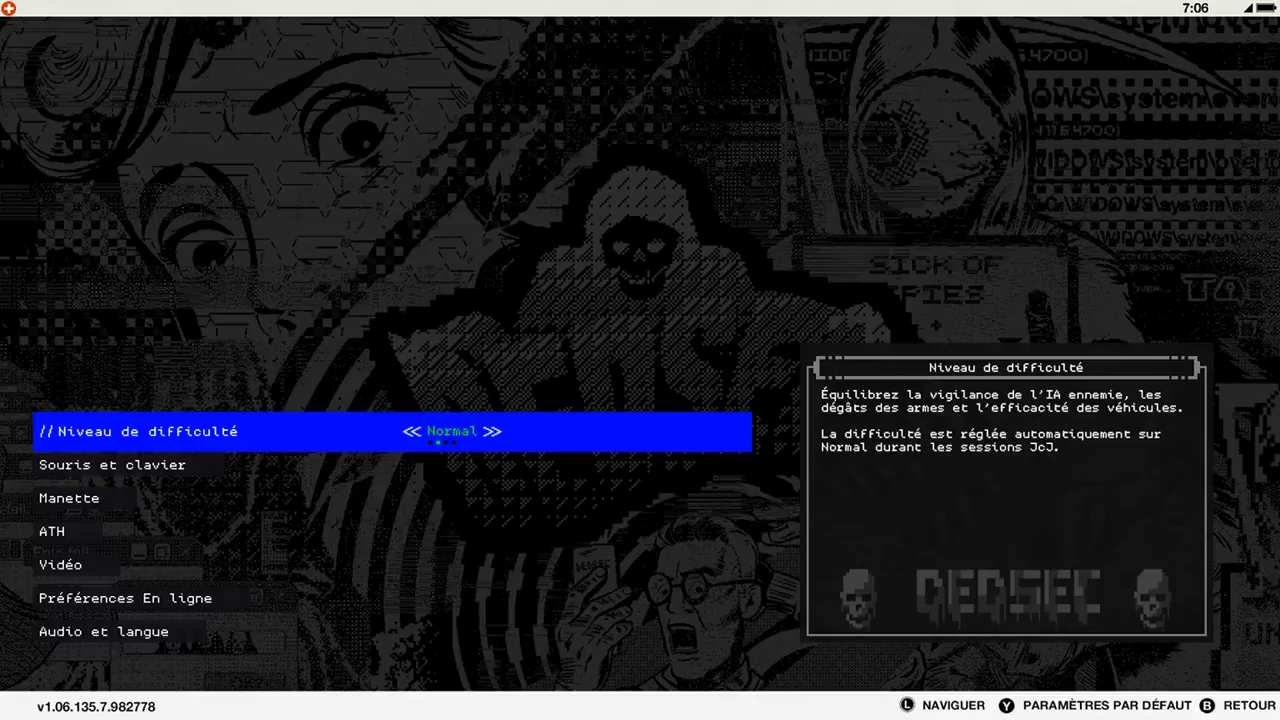 7:06
SICK OF
// Niveau de difficulté
Normal
Souris et clavier
Manette
ATH
Vidéo
Préférences En ligne
Audio et langue
Niveau de difficulté
Équilibrez la vigilance de l'IA ennemie, les
dégâts des armes et l'efficacité des véhicules.
La difficulté est réglée automatiquement sur
Normal durant les sessions JcJ.
DEDSEC
v1.06.135.7.982778
L NAVIGUER Y PARAMÈTRES PAR DÉFAUT B RETOUR